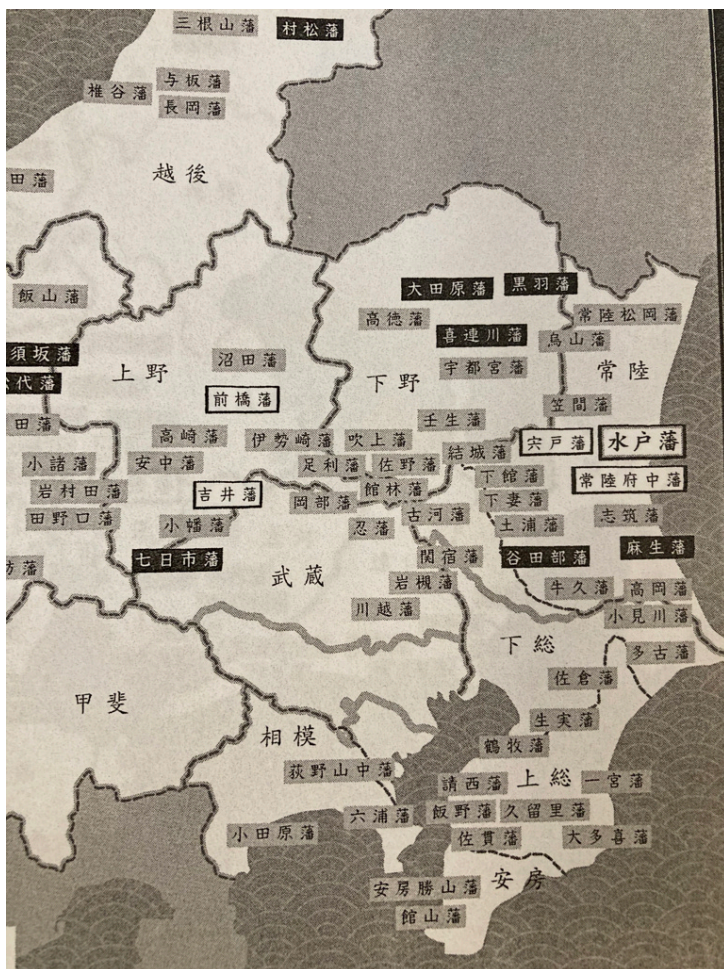 三根山藩
村松藩
与板藩
椎谷藩
長岡藩
越後
田藩
飯山藩
大田原藩
黒羽藩
高徳藩
常陸松岡藩
喜連川藩
烏山藩
須坂藩
代藩
上野
沼田藩
宇都宮藩
下野
常陸
前橋藩
笠間藩
田藩
高崎藩
伊勢崎藩
吹上藩
壬生藩
宍戸藩
水戸藩
小諸藩
安中藩
足利藩
佐野藩
結城藩
下館藩
常陸府中藩
岩村田藩
吉井藩
岡部藩
館林藩
下妻藩
田野口藩
小幡藩
忍藩
古河藩
土浦藩
志筑藩
七日市藩
武蔵
関宿藩
谷田部藩
麻生藩
岩槻藩
牛久藩
高岡藩
川越藩
小見川藩
下総
多古藩
佐倉藩
甲斐
相模
生実藩
鶴牧藩
荻野山中藩
請西藩
上総
一宮藩
六浦藩
飯野藩
久留里藩
小田原藩
佐貫藩
大多喜藩
安房勝山藩
安房
館山藩